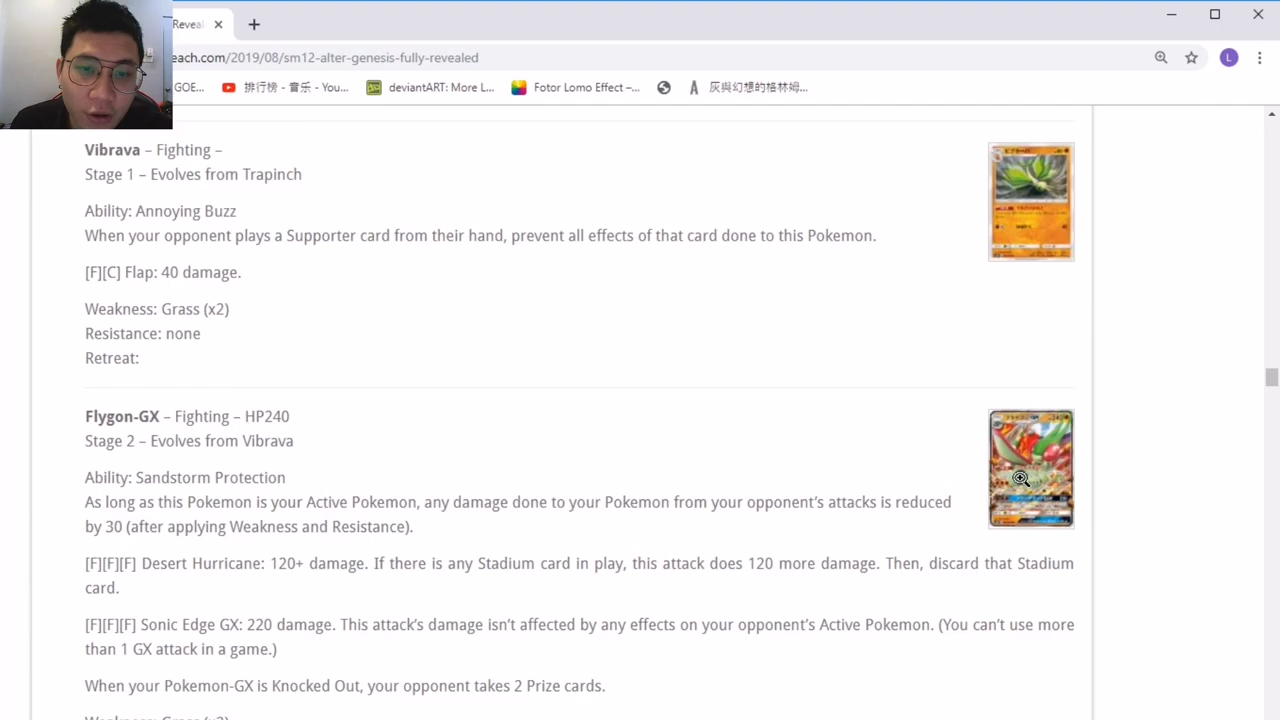 Reveal
each.com/2019/08/sm12-alter-genesis-fully-revealed
L
GOE...
排行榜 - 音乐 - You...
deviantART: More L...
Fotor Lomo Effect –...
灰與幻想的格林姆...
Vibrava – Fighting –
Stage 1 – Evolves from Trapinch
Ability: Annoying Buzz
When your opponent plays a Supporter card from their hand, prevent all effects of that card done to this Pokemon.
[F][C] Flap: 40 damage.
Weakness: Grass (x2)
Resistance: none
Retreat:
Flygon-GX – Fighting – HP240
Stage 2 – Evolves from Vibrava
Ability: Sandstorm Protection
As long as this Pokemon is your Active Pokemon, any damage done to your Pokemon from your opponent’s attacks is reduced
by 30 (after applying Weakness and Resistance).
[F][F][F] Desert Hurricane: 120+ damage. If there is any Stadium card in play, this attack does 120 more damage. Then, discard that Stadium
card.
[F][F][F] Sonic Edge GX: 220 damage. This attack’s damage isn’t affected by any effects on your opponent’s Active Pokemon. (You can’t use more
than 1 GX attack in a game.)
When your Pokemon-GX is Knocked Out, your opponent takes 2 Prize cards.
Weakness: Grass (x2)